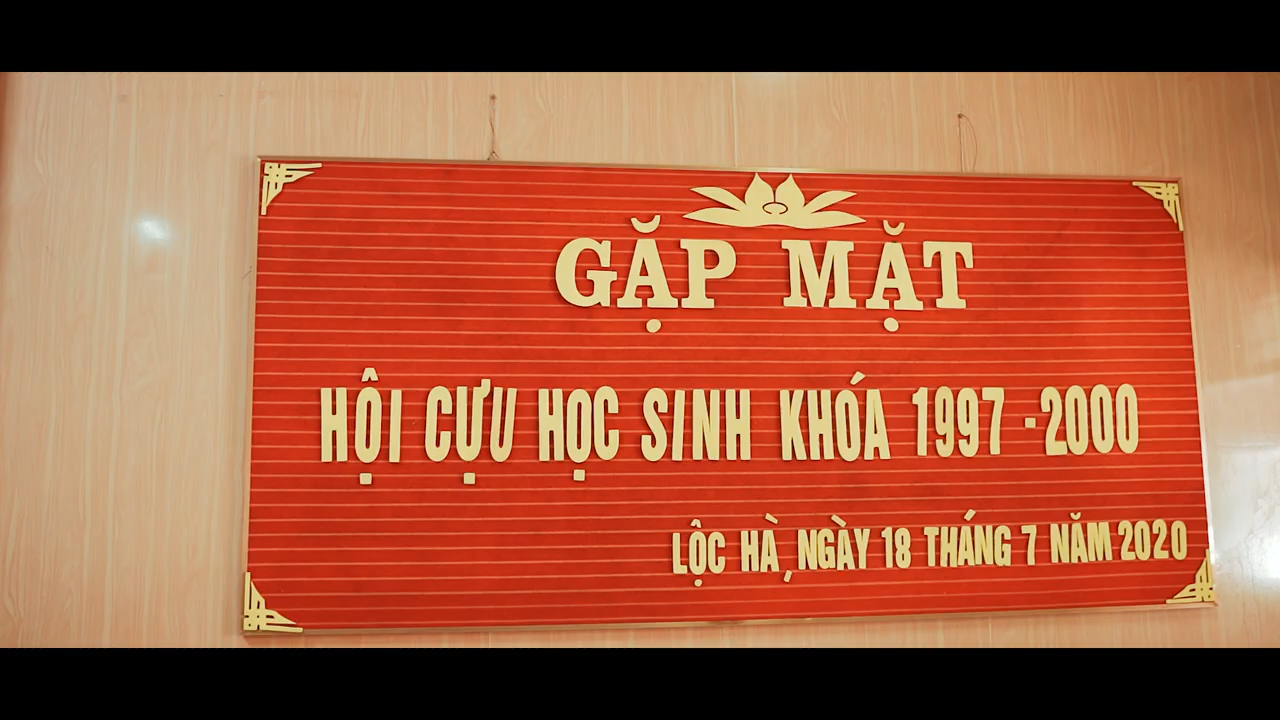 GẶP MẶT
HỘI CỰU HỌC SINH KHÓA 1997 -2000
LỘC HÀ, NGÀY 18 THÁNG 7 NĂM 2020